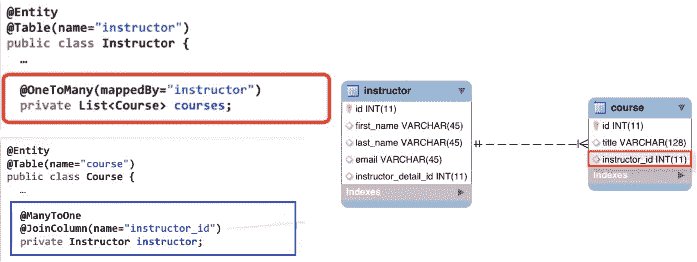 @Entity
@Table(name="instructor")
public class Instructor {
…
@OneToMany(mappedBy="instructor")
private List<Course> courses;
@Entity
@Table(name="course")
public class Course {
…
@ManyToOne
@JoinColumn(name="instructor_id")
private Instructor instructor;
instructor
id INT(11)
first_name VARCHAR(45)
last_name VARCHAR(45)
email VARCHAR(45)
instructor_detail_id INT(11)
Indexes
course
id INT(11)
title VARCHAR(128)
instructor_id INT(11)
Indexes